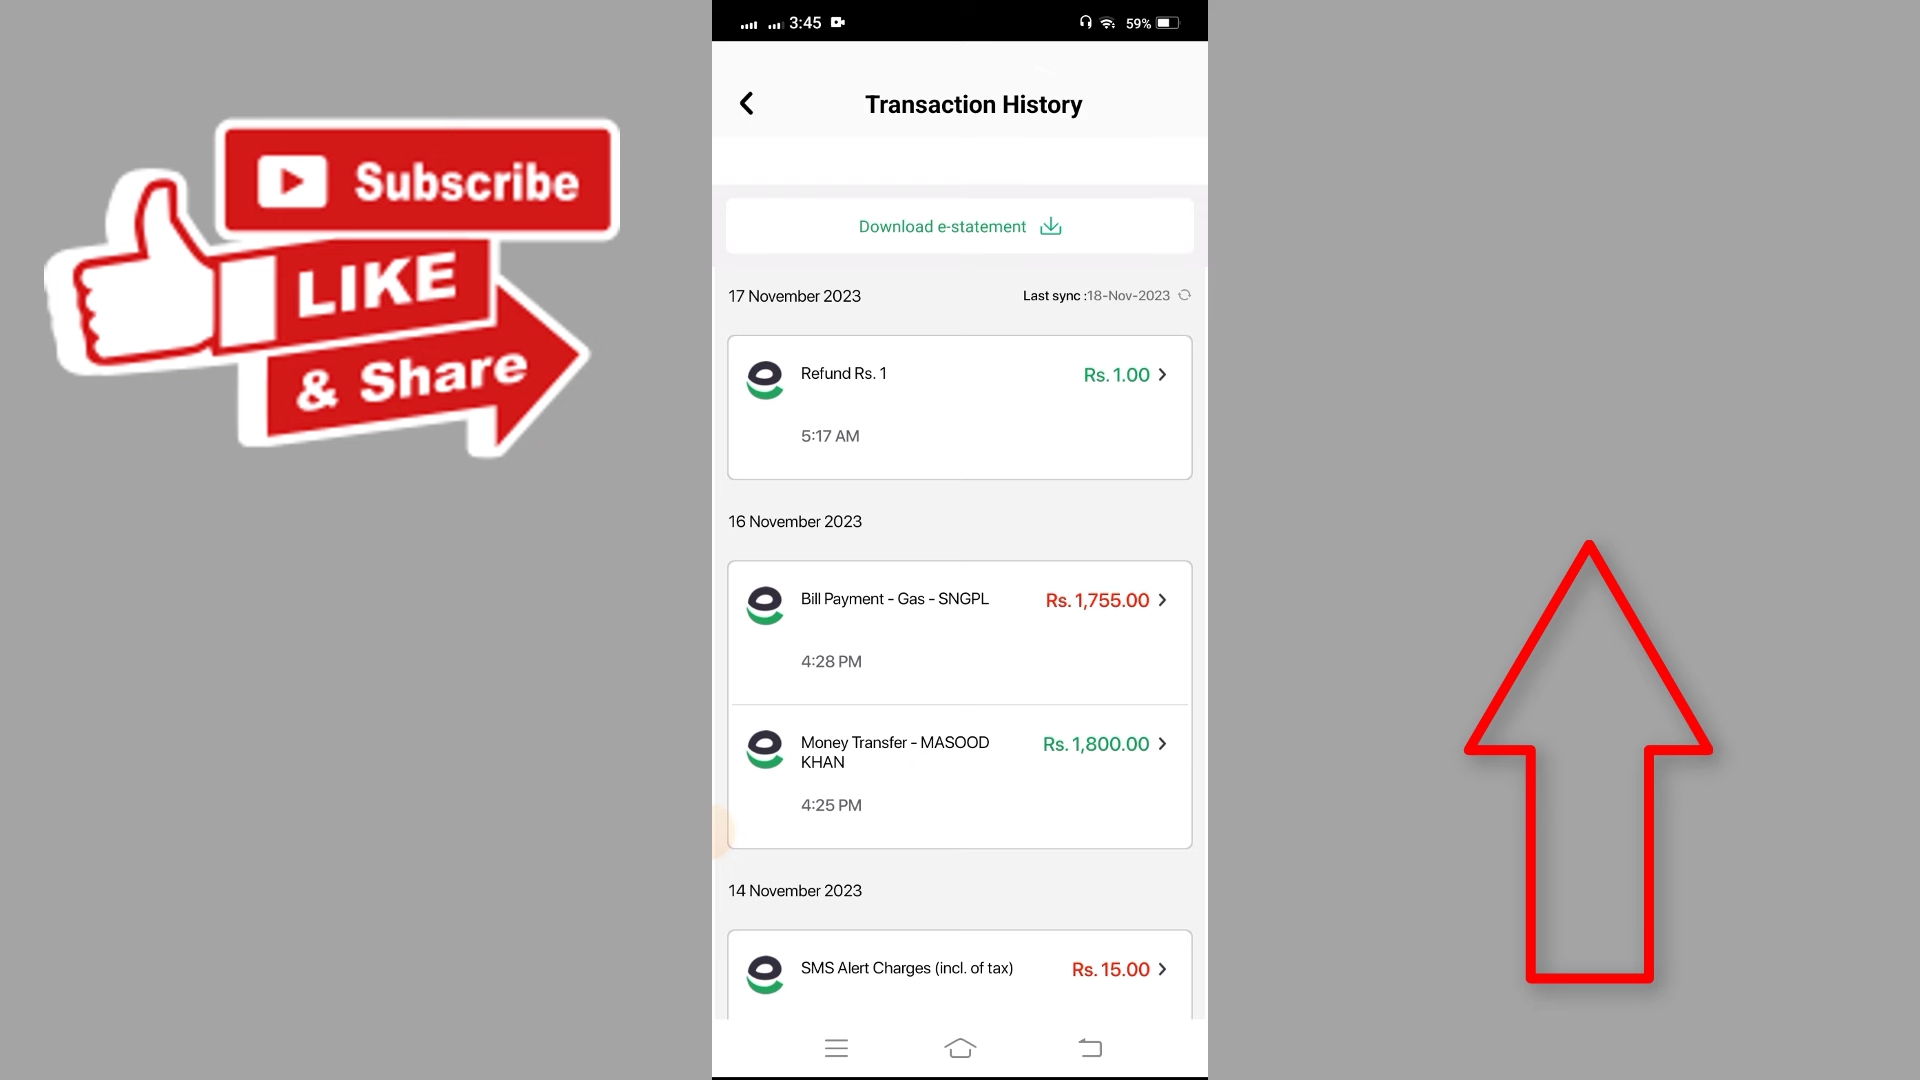 Subscribe
LIKE
& Share
3:45
59%
Transaction History
Download e-statement
17 November 2023
Last sync :18-Nov-2023
Refund Rs. 1
Rs. 1.00
5:17 AM
16 November 2023
Bill Payment - Gas - SNGPL
Rs. 1,755.00
4:28 PM
Money Transfer - MASOOD
KHAN
Rs. 1,800.00
4:25 PM
14 November 2023
SMS Alert Charges (incl. of tax)
Rs. 15.00